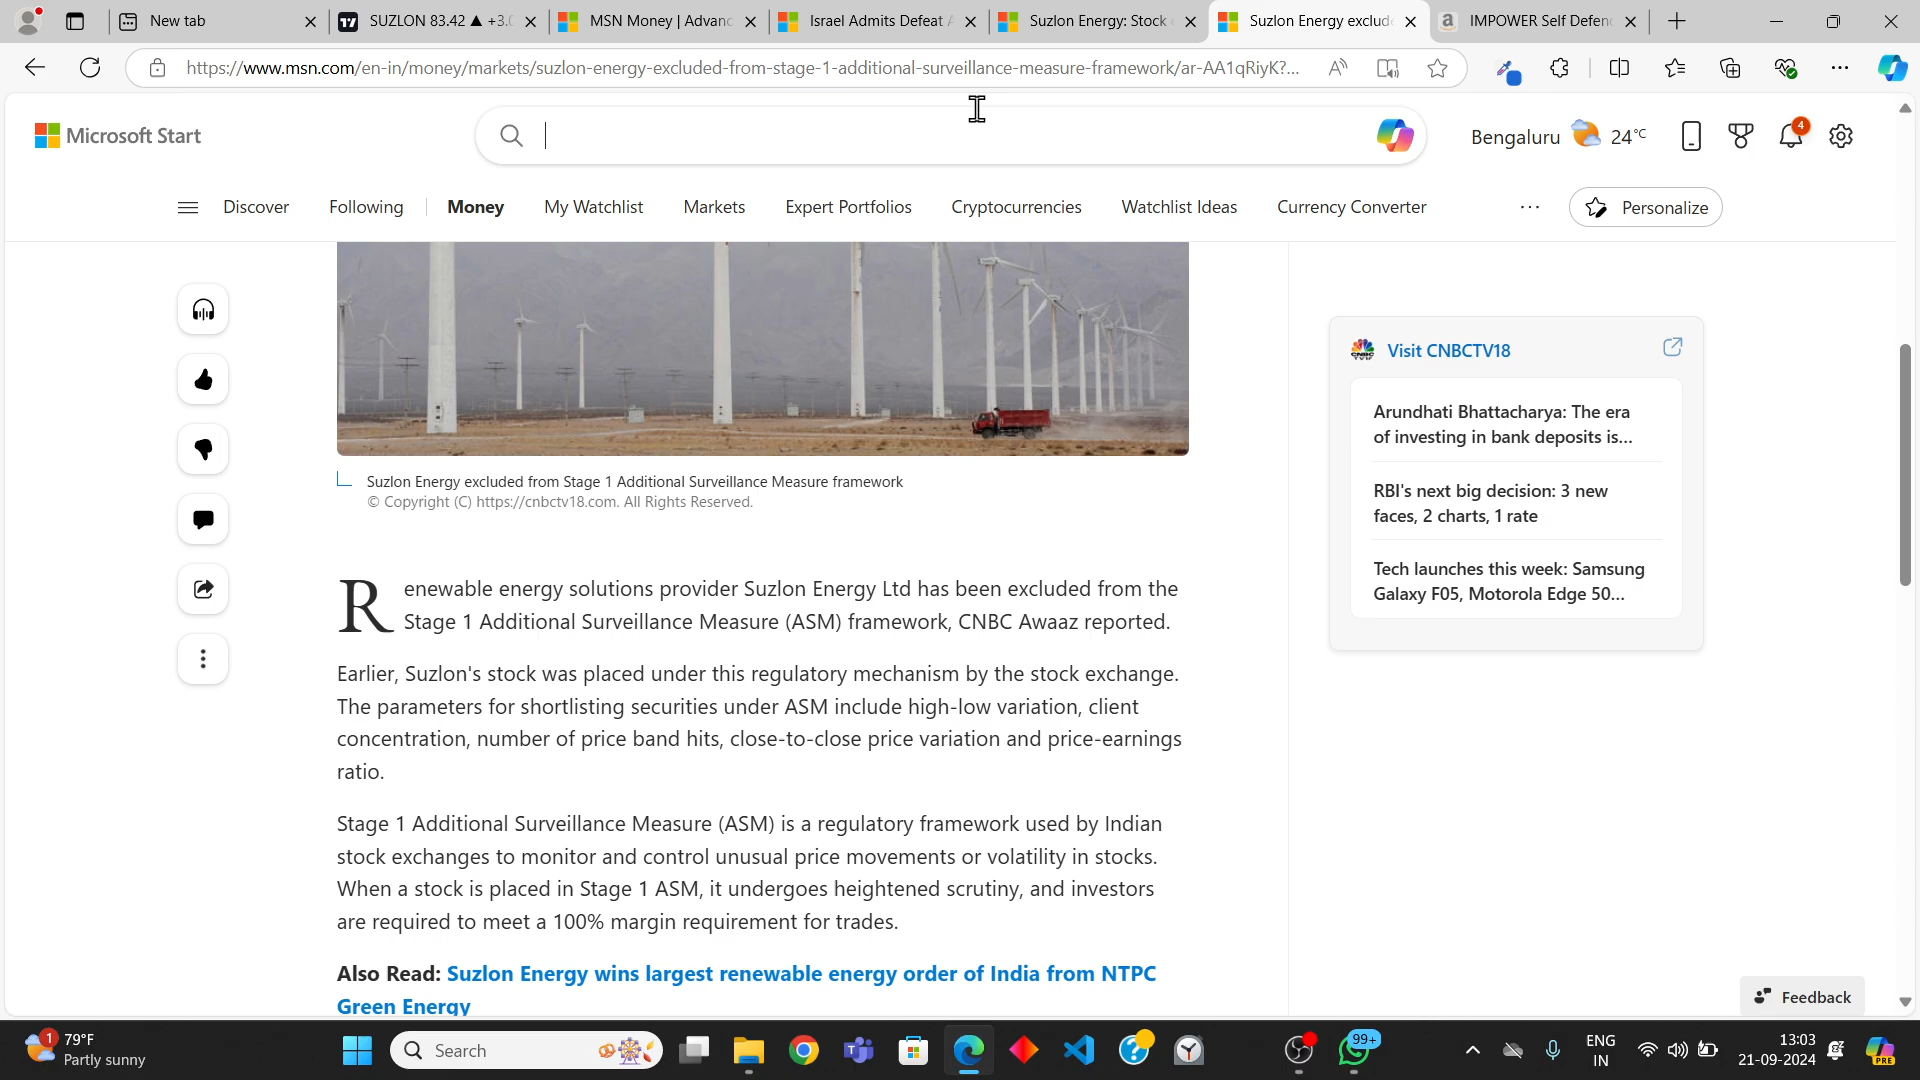 New tab
SUZLON 83.42 ▲ +3.0
MSN Money | Advanc
Israel Admits Defeat A
Suzlon Energy: Stock
Suzlon Energy exclude
IMPOWER Self Defen
https://www.msn.com/en-in/money/markets/suzlon-energy-excluded-from-stage-1-additional-surveillance-measure-framework/ar-AA1qRiyK?...
Microsoft Start
Bengaluru 24°C
4
Discover Following Money My Watchlist Markets Expert Portfolios Cryptocurrencies Watchlist Ideas Currency Converter ... Personalize
Suzlon Energy excluded from Stage 1 Additional Surveillance Measure framework
© Copyright (C) https://cnbctv18.com. All Rights Reserved.
Renewable energy solutions provider Suzlon Energy Ltd has been excluded from the
Stage 1 Additional Surveillance Measure (ASM) framework, CNBC Awaaz reported.
Earlier, Suzlon's stock was placed under this regulatory mechanism by the stock exchange.
The parameters for shortlisting securities under ASM include high-low variation, client
concentration, number of price band hits, close-to-close price variation and price-earnings
ratio.
Stage 1 Additional Surveillance Measure (ASM) is a regulatory framework used by Indian
stock exchanges to monitor and control unusual price movements or volatility in stocks.
When a stock is placed in Stage 1 ASM, it undergoes heightened scrutiny, and investors
are required to meet a 100% margin requirement for trades.
Also Read: Suzlon Energy wins largest renewable energy order of India from NTPC
Green Energy
CNBC
Visit CNBCTV18
Arundhati Bhattacharya: The era
of investing in bank deposits is...
RBI's next big decision: 3 new
faces, 2 charts, 1 rate
Tech launches this week: Samsung
Galaxy F05, Motorola Edge 50...
Feedback
1
79°F
Partly sunny
Search
99+
ENG
IN
13:03
21-09-2024
PRE